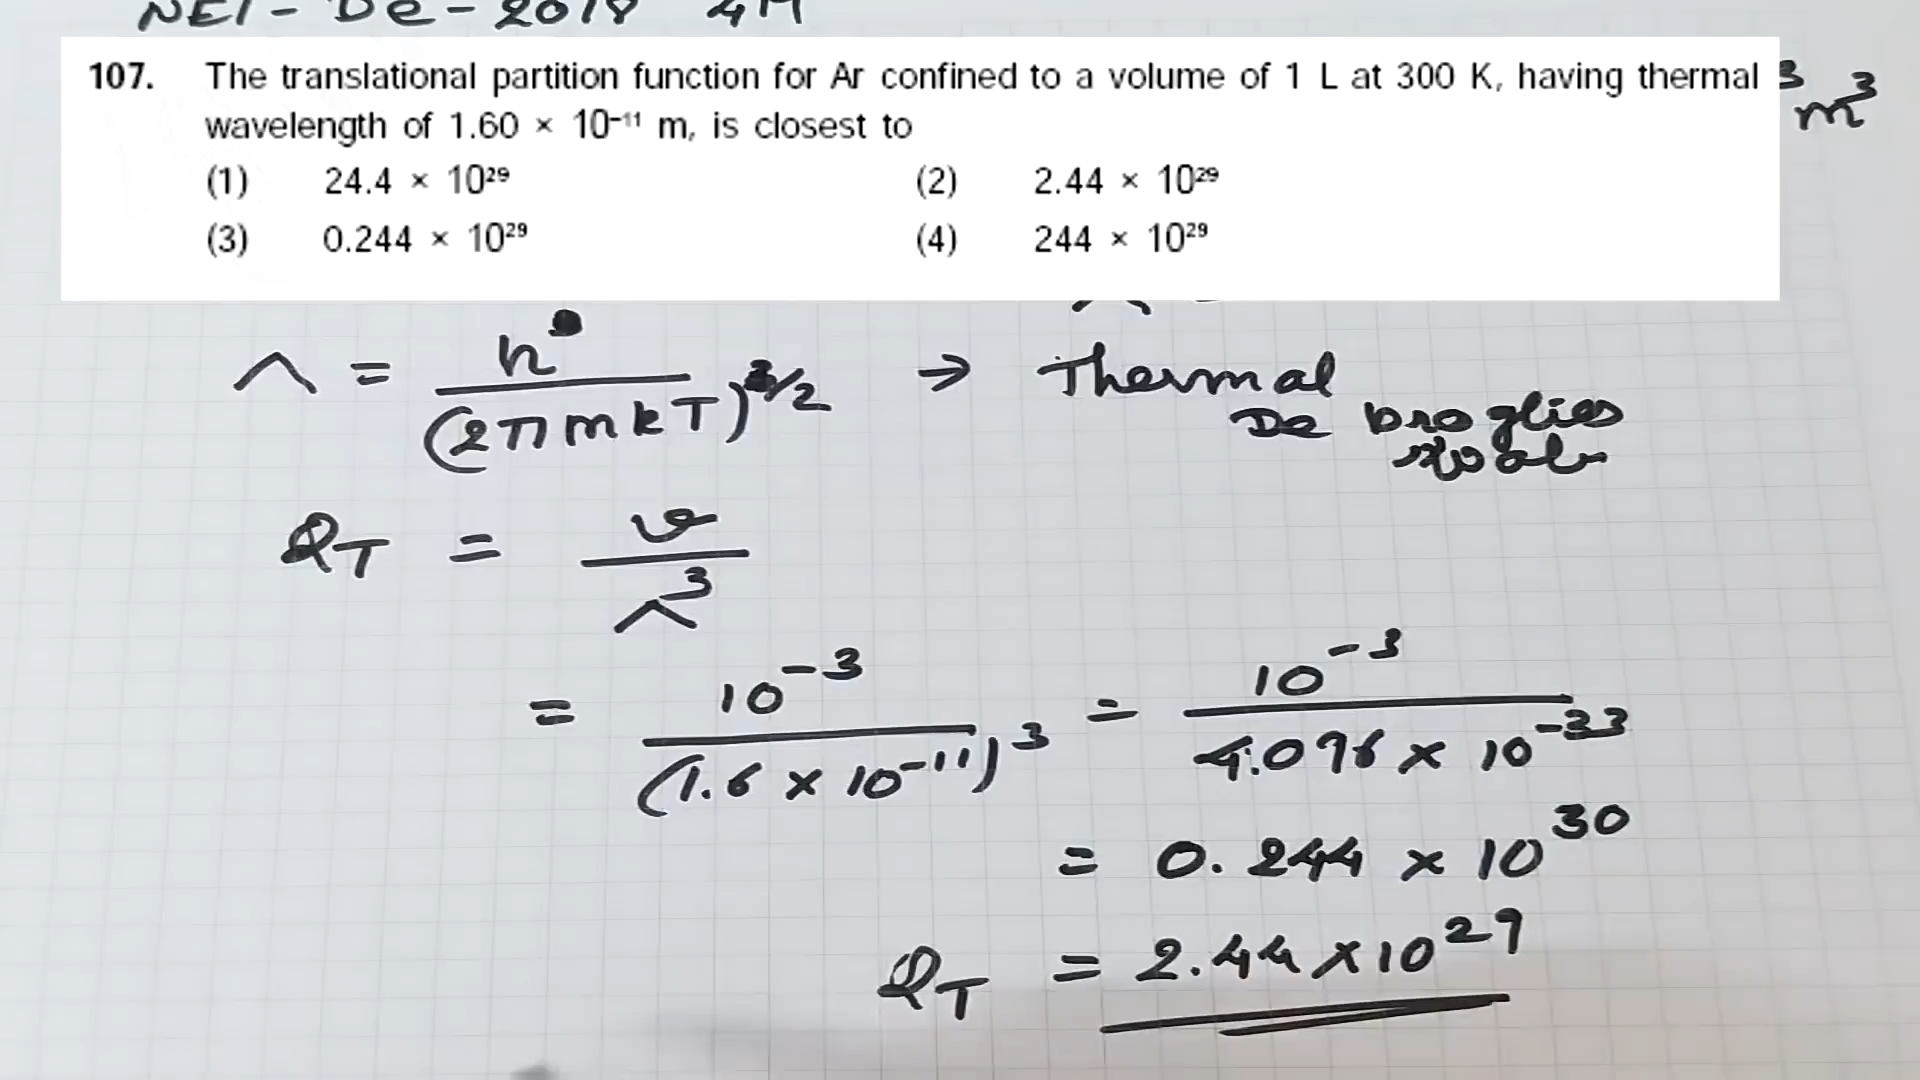 NET - De - 2018 4M
107. The translational partition function for Ar confined to a volume of 1 L at 300 K, having thermal
wavelength of 1.60 × 10⁻¹¹ m, is closest to
(1) 24.4 × 10²⁹ (2) 2.44 × 10²⁹
(3) 0.244 × 10²⁹ (4) 244 × 10²⁹
3 m³
Λ = h / (2πmkT)^1/2 → Thermal
De broglies
Q_T = v / Λ³
= 10⁻³ / (1.6 × 10⁻¹¹)³ = 10⁻³ / 4.096 × 10⁻³³
= 0.244 × 10³⁰
Q_T = 2.44 × 10²⁹